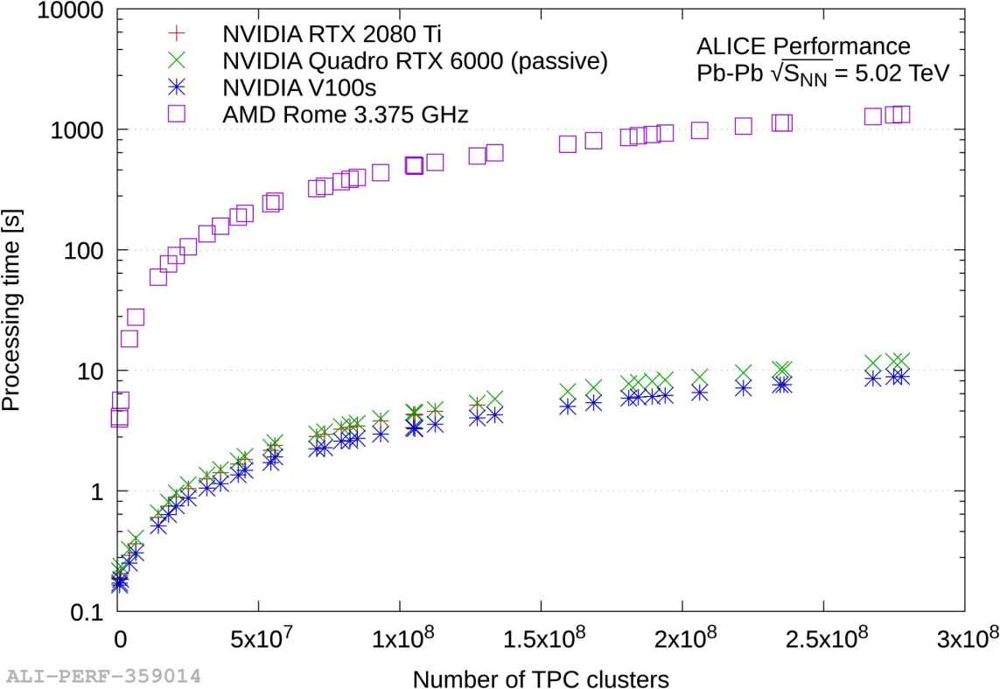 10000
1000
100
10
1
0.1
Processing time [s]
NVIDIA RTX 2080 Ti
NVIDIA Quadro RTX 6000 (passive)
NVIDIA V100s
AMD Rome 3.375 GHz
ALICE Performance
Pb-Pb √S_NN = 5.02 TeV
0 5x10⁷ 1x10⁸ 1.5x10⁸ 2x10⁸ 2.5x10⁸ 3x10⁸
Number of TPC clusters
ALI-PERF-359014